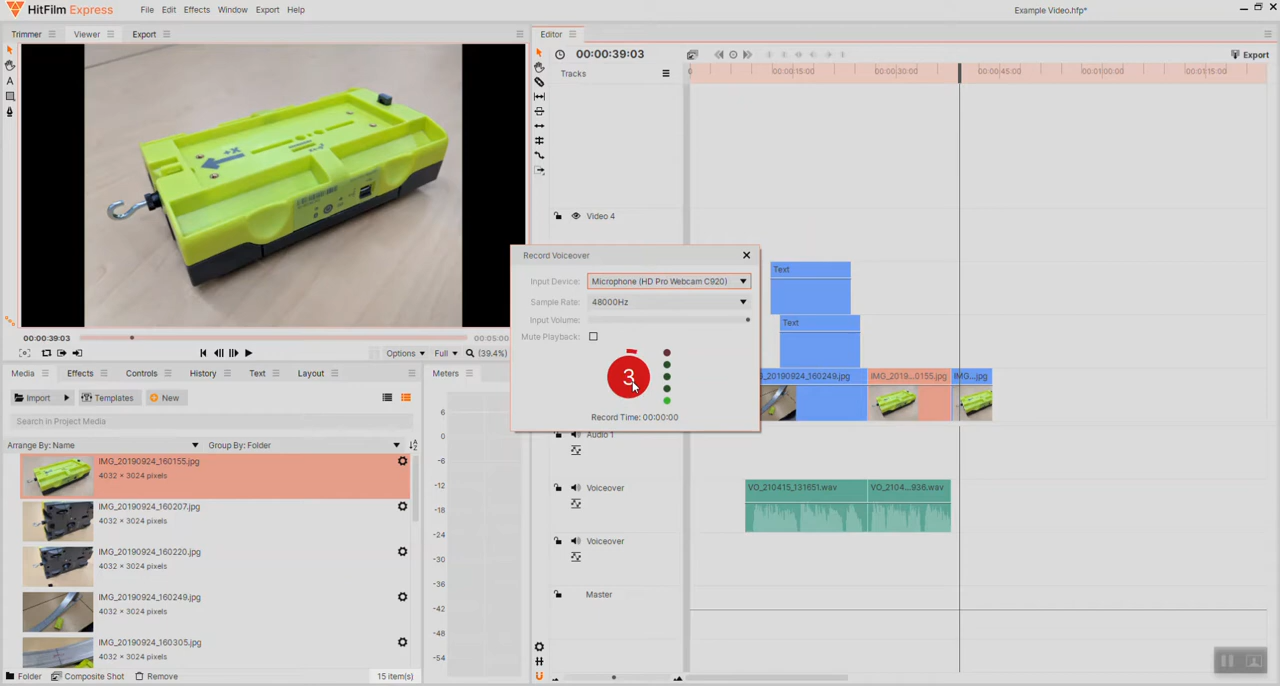 HitFilm Express
File Edit Effects Window Export Help
Example Video.hfp*
Trimmer Viewer Export
Editor
00:00:39:03
Export
Tracks
0 00:00:15:00 00:00:30:00 00:00:45:00 00:01:00:00 00:01:15:00
+X
Video 4
Record Voiceover
Input Device: Microphone (HD Pro Webcam C920)
Sample Rate: 48000Hz
Input Volume:
Mute Playback:
3
Record Time: 00:00:00
Text
Text
_20190924_160249.jpg IMG_2019...0155.jpg IMG...jpg
00:00:39:03
00:05:00
Options Full (39.4%)
Media Effects Controls History Text Layout
Meters
Import Templates New
Search in Project Media
Arrange By: Name Group By: Folder
IMG_20190924_160155.jpg
4032 × 3024 pixels
IMG_20190924_160207.jpg
4032 × 3024 pixels
IMG_20190924_160220.jpg
4032 × 3024 pixels
IMG_20190924_160249.jpg
4032 × 3024 pixels
IMG_20190924_160305.jpg
4032 × 3024 pixels
Folder Composite Shot Remove 15 item(s)
6
0
-6
-12
-18
-24
-30
-36
-42
-48
-54
Audio 1
Voiceover
VO_210415_131651.wav VO_2104...936.wav
Voiceover
Master